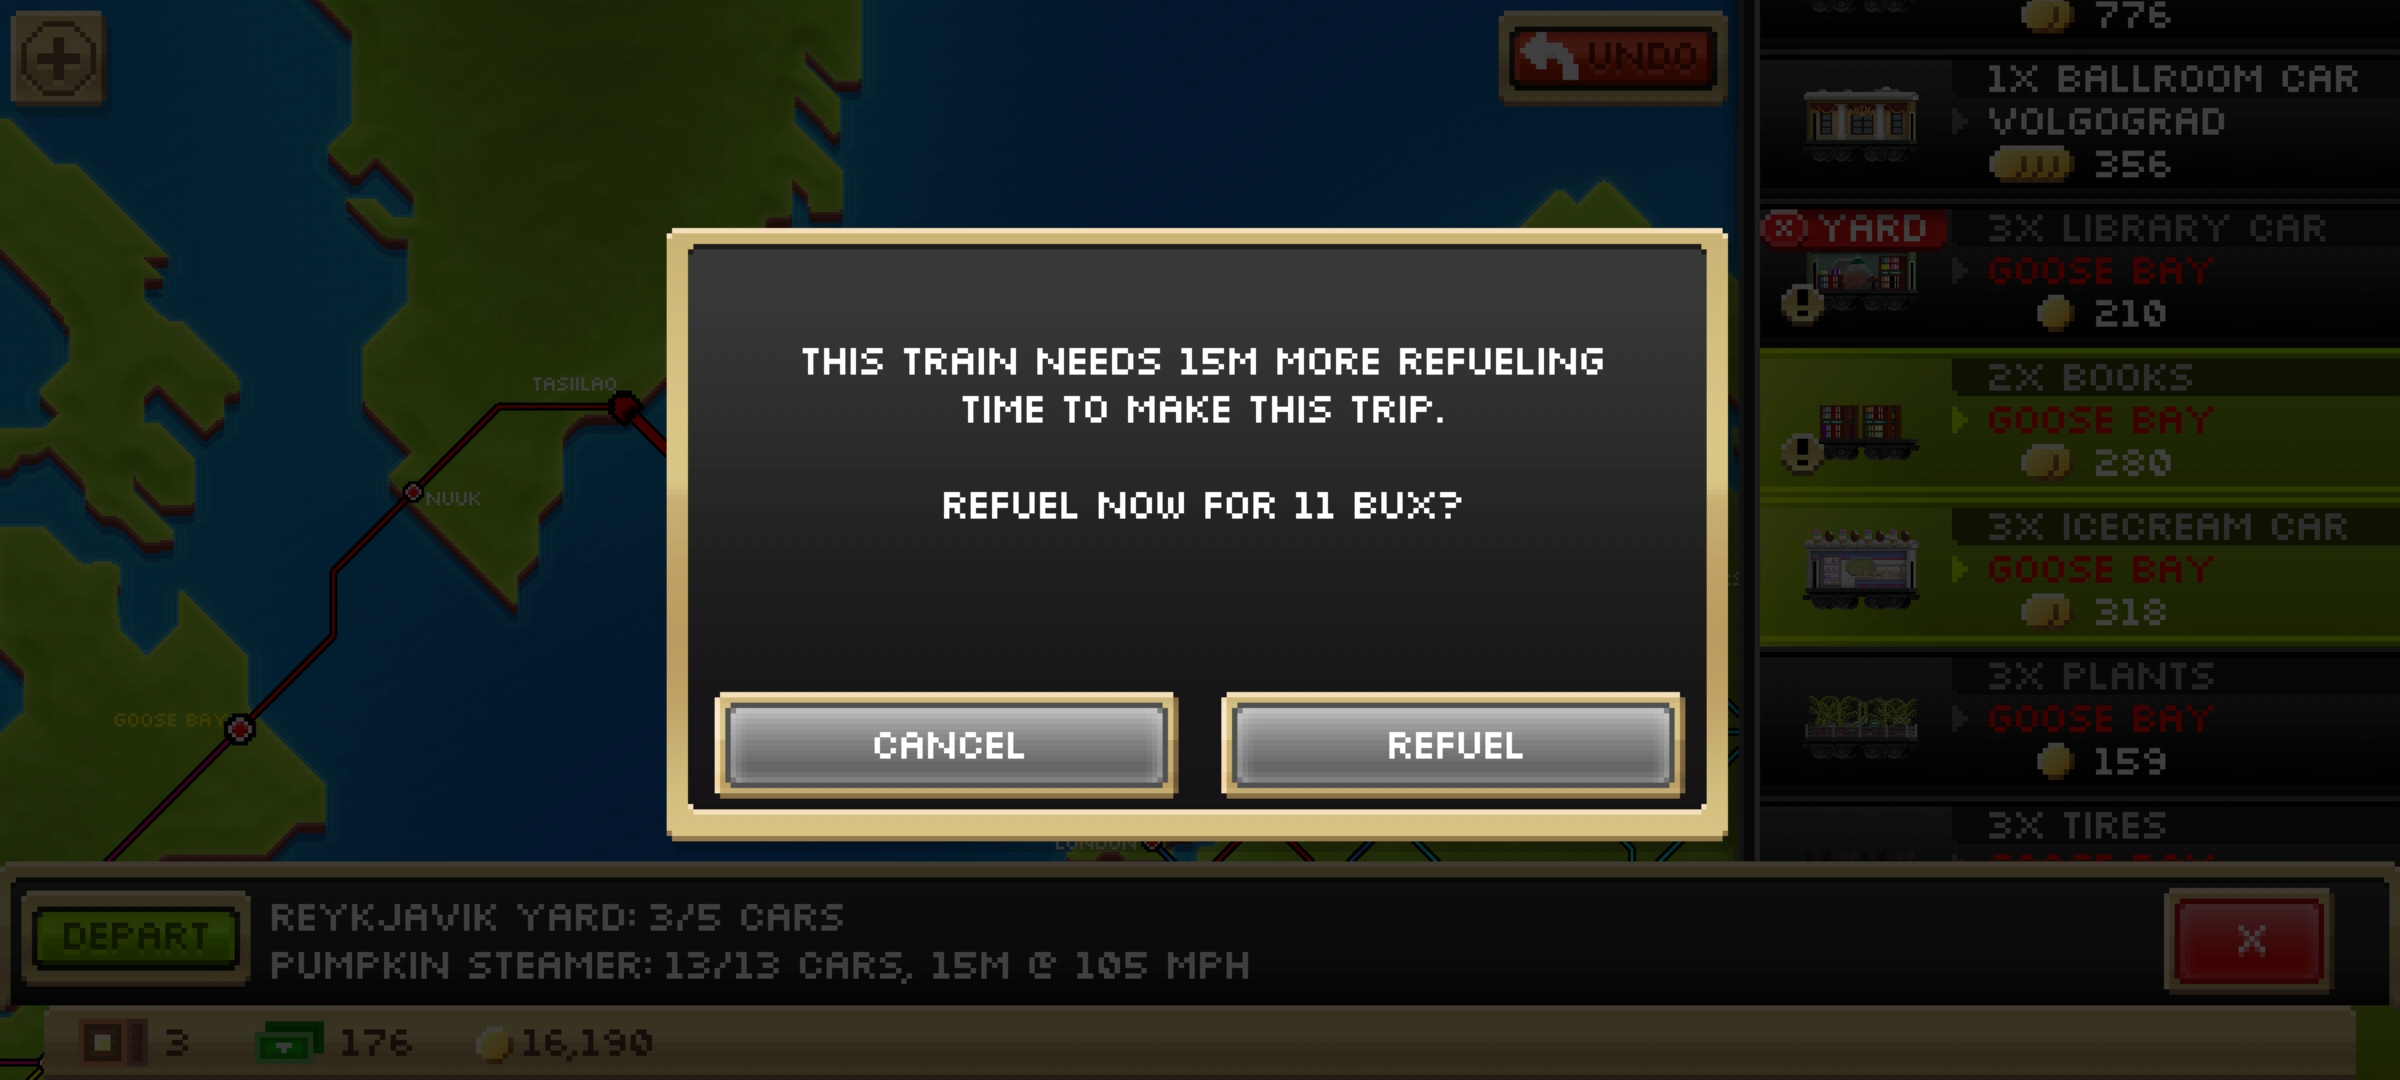 UNDO
776
1X BALLROOM CAR
VOLGOGRAD
356
YARD
3X LIBRARY CAR
GOOSE BAY
210
2X BOOKS
GOOSE BAY
280
3X ICECREAM CAR
GOOSE BAY
318
3X PLANTS
GOOSE BAY
159
3X TIRES
GOOSE BAY
TASIILAQ
NUUK
GOOSE BAY
LONDON
THIS TRAIN NEEDS 15M MORE REFUELING
TIME TO MAKE THIS TRIP.
REFUEL NOW FOR 11 BUX?
CANCEL
REFUEL
DEPART
REYKJAVIK YARD: 3/5 CARS
PUMPKIN STEAMER: 13/13 CARS, 15M @ 105 MPH
X
3
176
16,190